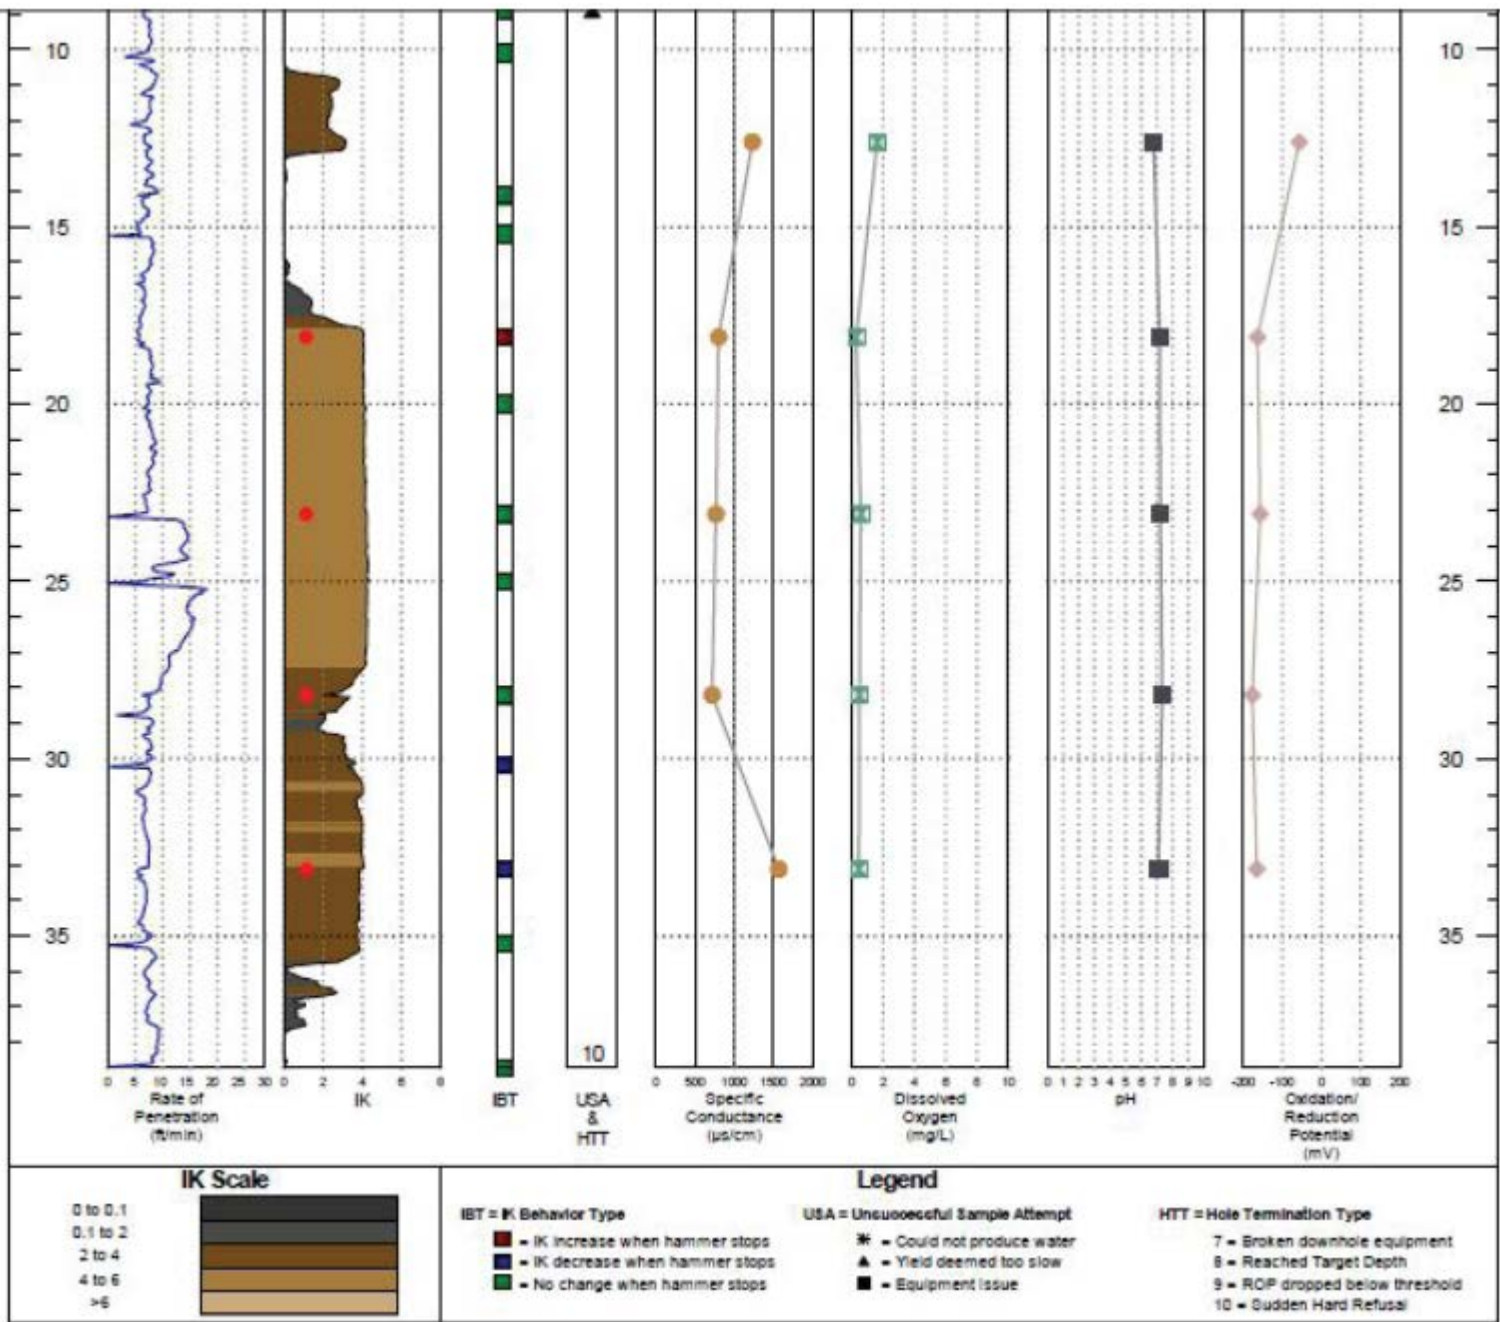 10 10
15 15
20 20
25 25
30 30
35 35
10
0 5 10 15 20 25 30 0 2 4 6 8 0 500 1000 1500 2000 0 2 4 6 8 10 0 1 2 3 4 5 6 7 8 9 10 -200 -100 0 100 200
Rate of Penetration (ft/min)
IK
IBT
USA & HTT
Specific Conductance (µs/cm)
Dissolved Oxygen (mg/L)
pH
Oxidation/ Reduction Potential (mV)
IK Scale
0 to 0.1
0.1 to 2
2 to 4
4 to 6
>6
Legend
IBT = IK Behavior Type
= IK increase when hammer stops
= IK decrease when hammer stops
= No change when hammer stops
USA = Unsuccessful Sample Attempt
= Could not produce water
= Yield deemed too slow
= Equipment Issue
HTT = Hole Termination Type
7 = Broken downhole equipment
8 = Reached Target Depth
9 = ROP dropped below threshold
10 = Sudden Hard Refusal